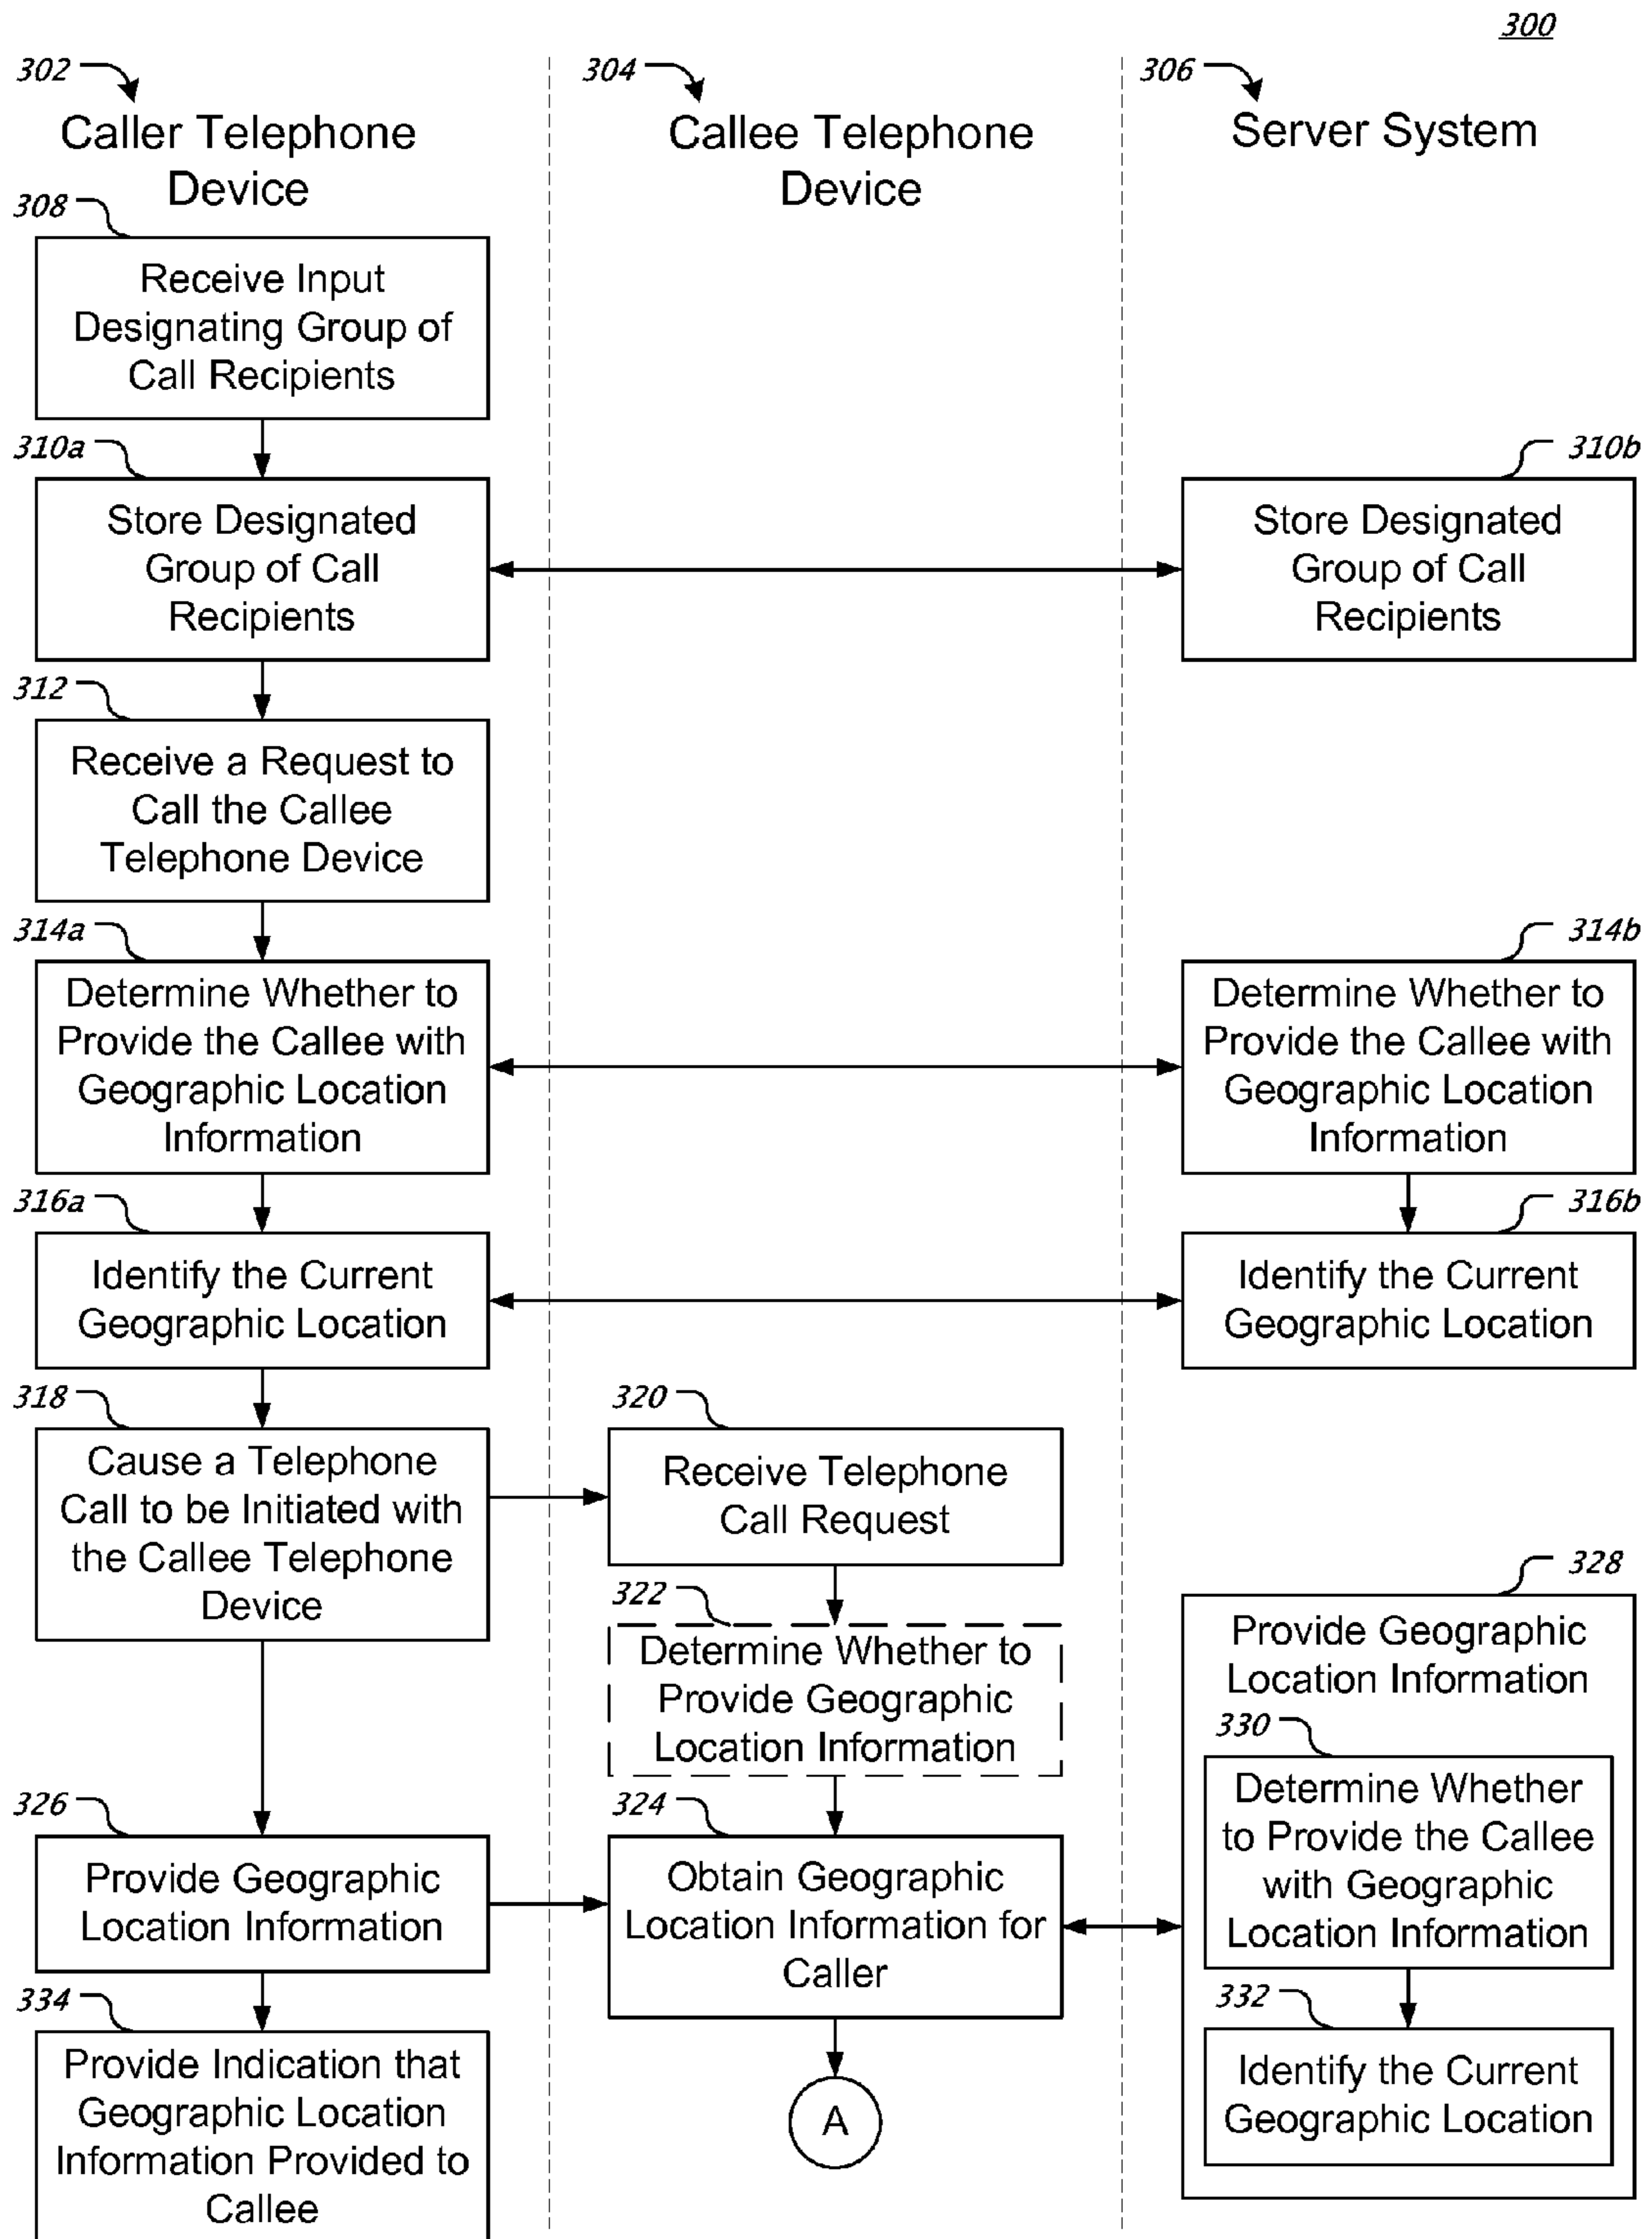 300
302
Caller Telephone
Device
304
Callee Telephone
Device
306
Server System
308
Receive Input
Designating Group of
Call Recipients
310a
Store Designated
Group of Call
Recipients
310b
Store Designated
Group of Call
Recipients
312
Receive a Request to
Call the Callee
Telephone Device
314a
Determine Whether to
Provide the Callee with
Geographic Location
Information
314b
Determine Whether to
Provide the Callee with
Geographic Location
Information
316a
Identify the Current
Geographic Location
316b
Identify the Current
Geographic Location
318
Cause a Telephone
Call to be Initiated with
the Callee Telephone
Device
320
Receive Telephone
Call Request
322
Determine Whether to
Provide Geographic
Location Information
324
Obtain Geographic
Location Information for
Caller
A
326
Provide Geographic
Location Information
328
Provide Geographic
Location Information
330
Determine Whether
to Provide the Callee
with Geographic
Location Information
332
Identify the Current
Geographic Location
334
Provide Indication that
Geographic Location
Information Provided to
Callee